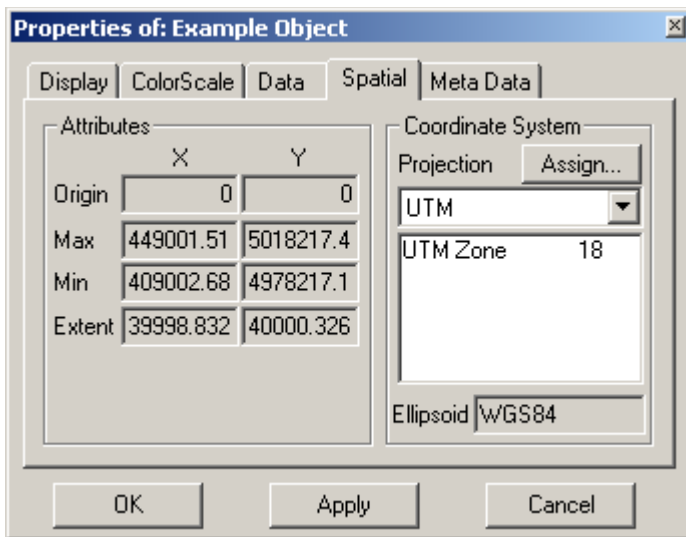 Properties of: Example Object
Display ColorScale Data Spatial Meta Data
Attributes
X Y
Origin 0 0
Max 449001.51 5018217.4
Min 409002.68 4978217.1
Extent 39998.832 40000.326
Coordinate System
Projection Assign...
UTM
UTM Zone 18
Ellipsoid WGS84
OK Apply Cancel